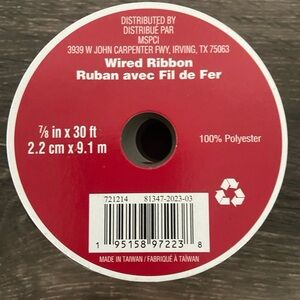 DISTRIBUTED BY
DISTRIBUÉ PAR
MSPCI
3939 W JOHN CARPENTER FWY, IRVING, TX 75063
Wired Ribbon
Ruban avec Fil de Fer
⅞ in x 30 ft
2.2 cm x 9.1 m
100% Polyester
721214 81347-2023-03
1 95158 97223 8
MADE IN TAIWAN / FABRIQUÉ À TAÏWAN